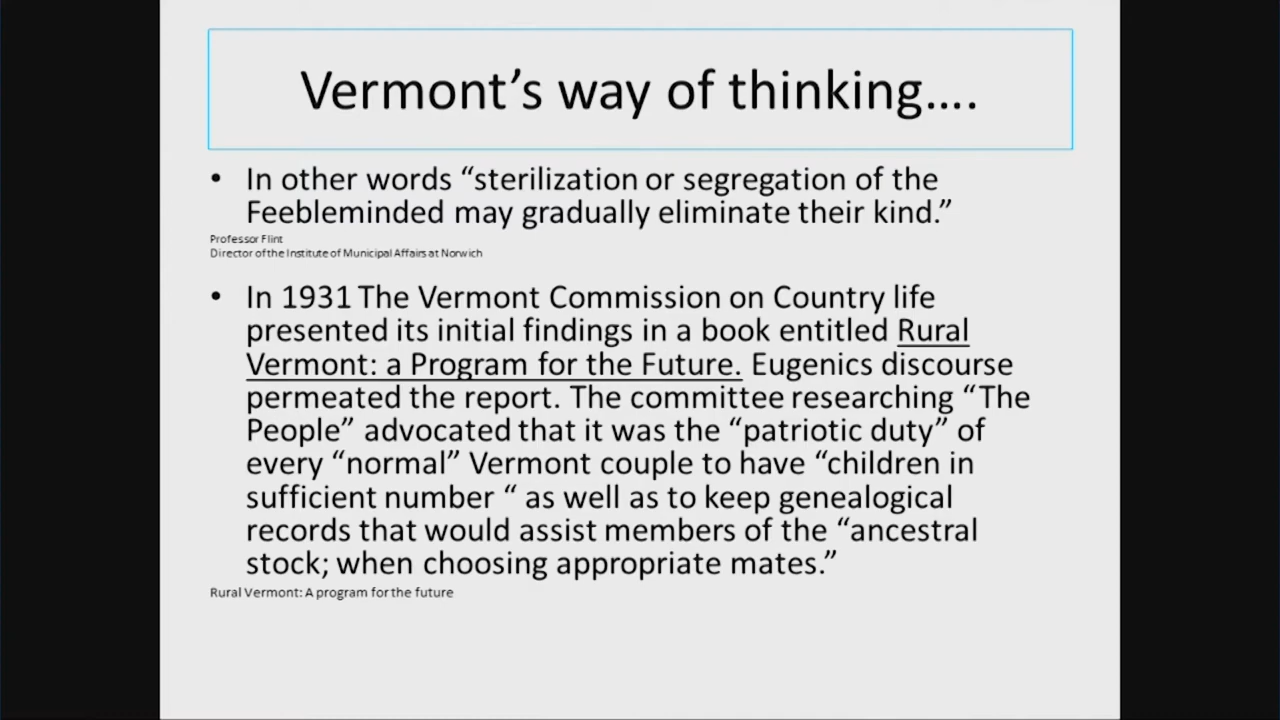 Vermont's way of thinking....
• In other words “sterilization or segregation of the
Feebleminded may gradually eliminate their kind.”
Professor Flint
Director of the Institute of Municipal Affairs at Norwich
• In 1931 The Vermont Commission on Country life
presented its initial findings in a book entitled Rural
Vermont: a Program for the Future. Eugenics discourse
permeated the report. The committee researching “The
People” advocated that it was the “patriotic duty” of
every “normal” Vermont couple to have “children in
sufficient number “ as well as to keep genealogical
records that would assist members of the “ancestral
stock; when choosing appropriate mates.”
Rural Vermont: A program for the future